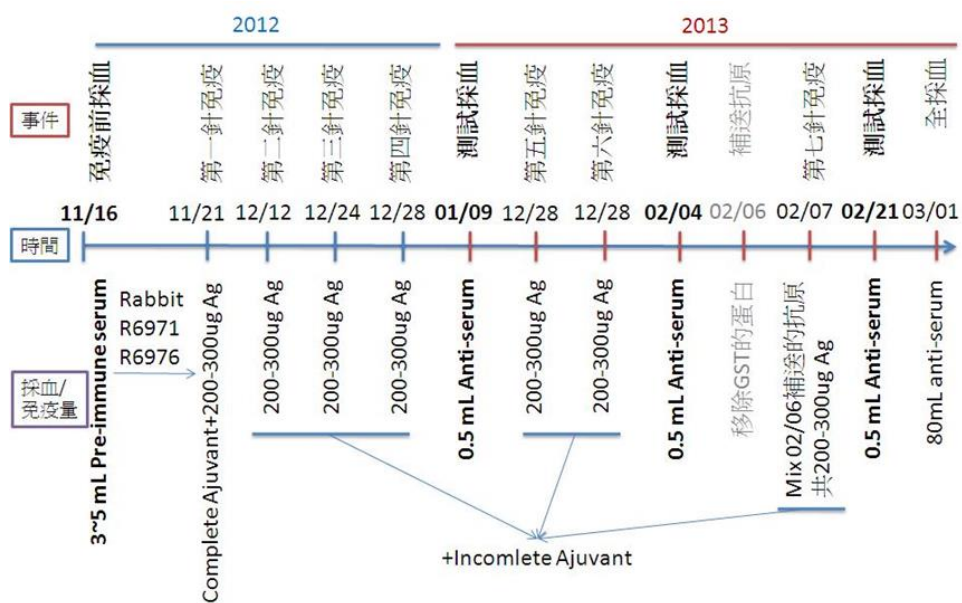 2012
2013
事件
免疫前採血
第一針免疫
第二針免疫
第三針免疫
第四針免疫
測試採血
第五針免疫
第六針免疫
測試採血
補送抗原
第七針免疫
測試採血
全採血
時間
11/16
11/21
12/12
12/24
12/28
01/09
12/28
12/28
02/04
02/06
02/07
02/21
03/01
採血/
免疫量
3~5 mL Pre-immune serum
Rabbit
R6971
R6976
Complete Ajuvant+200-300ug Ag
200-300ug Ag
200-300ug Ag
200-300ug Ag
0.5 mL Anti-serum
200-300ug Ag
200-300ug Ag
0.5 mL Anti-serum
移除GST的蛋白
Mix 02/06補送的抗原
共200-300ug Ag
0.5 mL Anti-serum
80mL anti-serum
+Incomlete Ajuvant